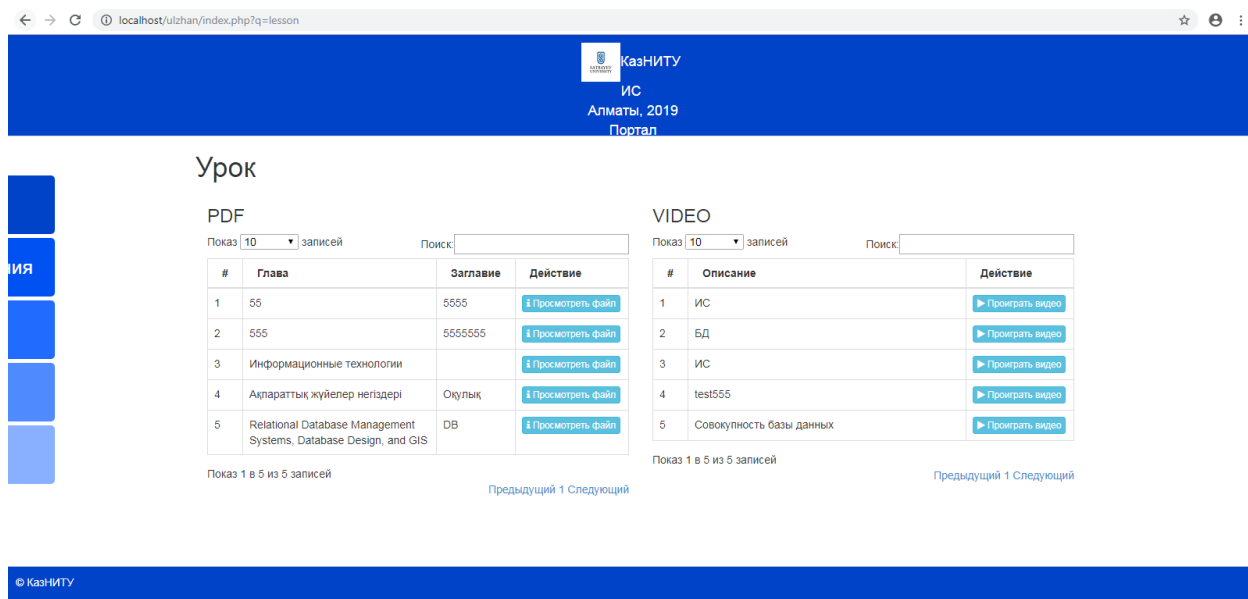 localhost/ulzhan/index.php?q=lesson
SATBAYEV
UNIVERSITY
КазНИТУ
ИС
Алматы, 2019
Портал
Урок
ИЯ
PDF
Показ 10 записей Поиск:
# Глава Заглавие Действие
1 55 5555 Просмотреть файл
2 555 5555555 Просмотреть файл
3 Информационные технологии Просмотреть файл
4 Ақпараттық жүйелер негіздері Оқулық Просмотреть файл
5 Relational Database Management DB Просмотреть файл
Systems, Database Design, and GIS
Показ 1 в 5 из 5 записей
Предыдущий 1 Следующий
VIDEO
Показ 10 записей Поиск:
# Описание Действие
1 ИС Проиграть видео
2 БД Проиграть видео
3 ИС Проиграть видео
4 test555 Проиграть видео
5 Совокупность базы данных Проиграть видео
Показ 1 в 5 из 5 записей
Предыдущий 1 Следующий
© КазНИТУ